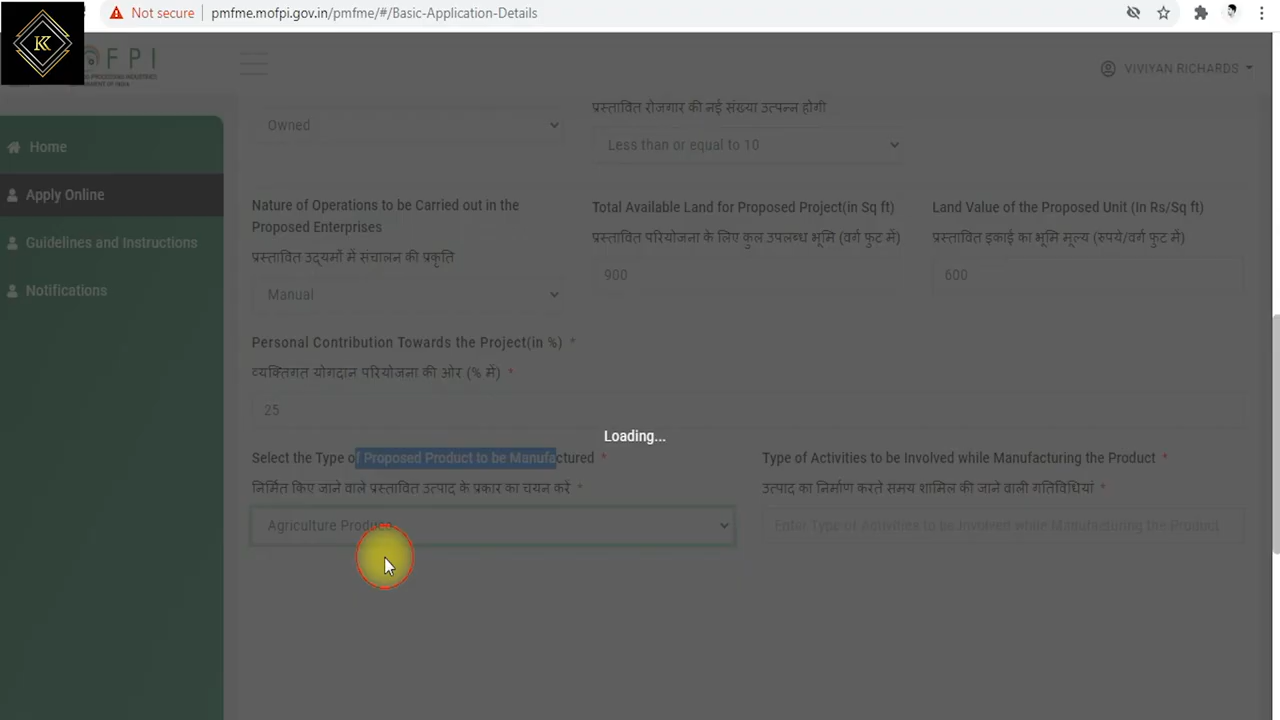 Not secure
pmfme.mofpi.gov.in/pmfme/#/Basic-Application-Details
K
FPI
VIVIYAN RICHARDS
Home
Apply Online
Guidelines and Instructions
Notifications
प्रस्तावित रोजगार की नई संख्या उत्पन्न होगी
Owned
Less than or equal to 10
Nature of Operations to be Carried out in the
Proposed Enterprises
प्रस्तावित उद्यमों में संचालन की प्रकृति
Manual
Total Available Land for Proposed Project(in Sq ft)
प्रस्तावित परियोजना के लिए कुल उपलब्ध भूमि (वर्ग फुट में)
900
Land Value of the Proposed Unit (In Rs/Sq ft)
प्रस्तावित इकाई का भूमि मूल्य (रुपये/वर्ग फुट में)
600
Personal Contribution Towards the Project(in %) *
व्यक्तिगत योगदान परियोजना की ओर (% में) *
25
Loading...
Select the Type of Proposed Product to be Manufactured *
निर्मित किए जाने वाले प्रस्तावित उत्पाद के प्रकार का चयन करें *
Agriculture Produce
Type of Activities to be Involved while Manufacturing the Product *
उत्पाद का निर्माण करते समय शामिल की जाने वाली गतिविधियां *
Enter Type of Activities to be Involved while Manufacturing the Product